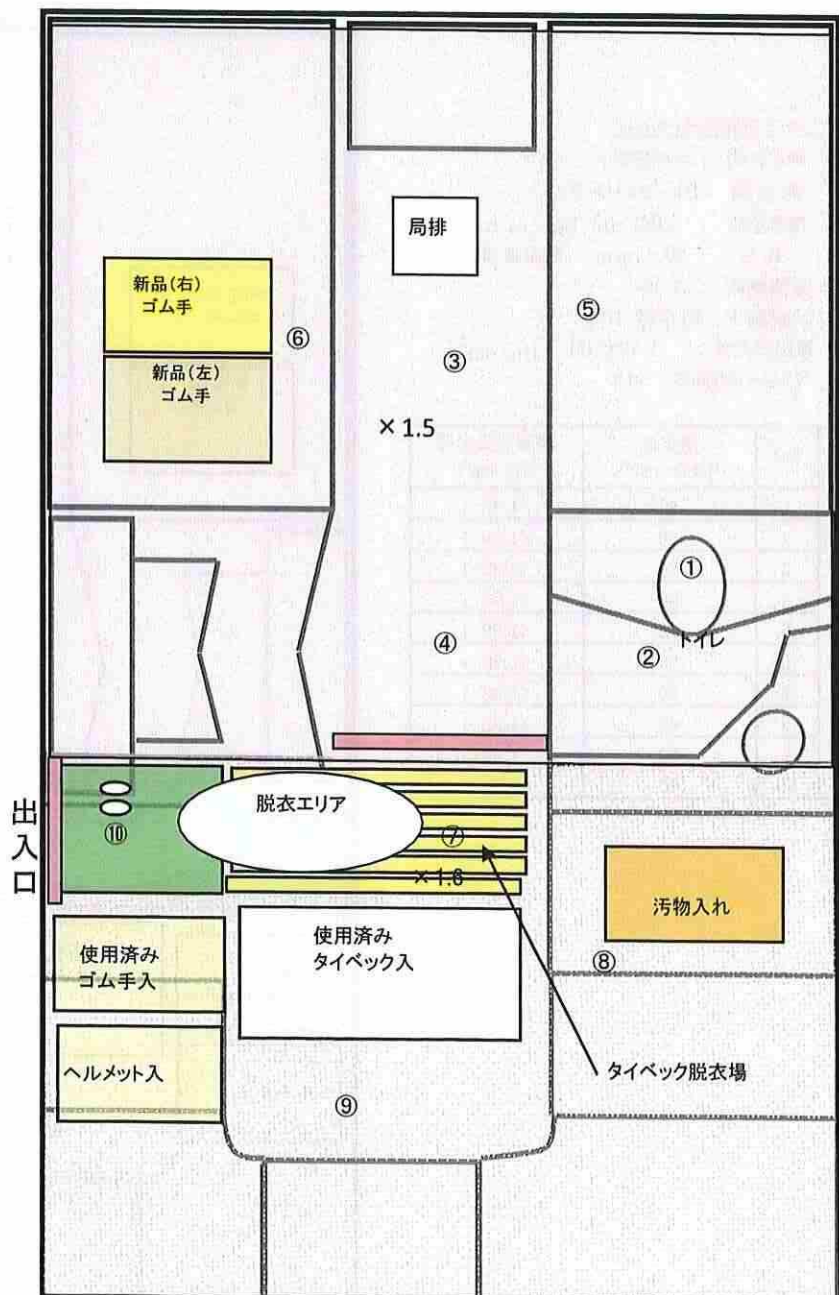 局排
新品(右)
ゴム手
⑥
新品(左)
ゴム手
⑤
③
×1.5
①
トイレ
④
②
出入口
脱衣エリア
⑩
⑦
×1.6
汚物入れ
使用済み
ゴム手入
使用済み
タイベック入
⑧
ヘルメット入
タイベック脱衣場
⑨